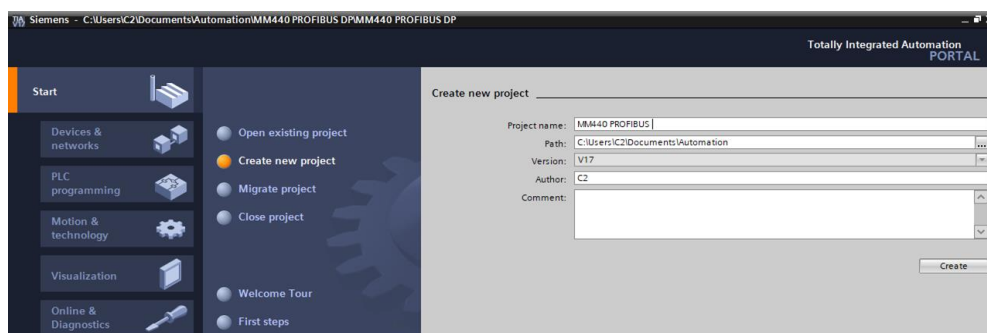 Siemens - C:\Users\C2\Documents\Automation\MM440 PROFIBUS DP\MM440 PROFIBUS DP
Totally Integrated Automation
PORTAL
Start
Devices &
networks
PLC
programming
Motion &
technology
Visualization
Online &
Diagnostics
Open existing project
Create new project
Migrate project
Close project
Welcome Tour
First steps
Create new project
Project name: MM440 PROFIBUS
Path: C:\Users\C2\Documents\Automation
...
Version: V17
Author: C2
Comment:
Create